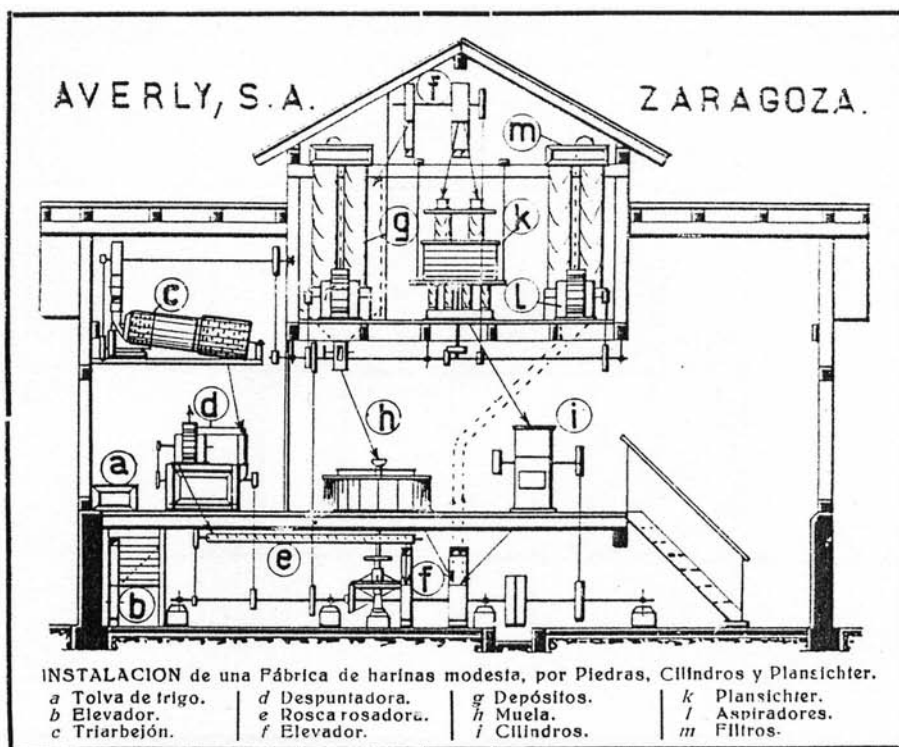 AVERLY, S.A. ZARAGOZA.
f
m
g
k
l
c
d
h
i
a
e
f
b
INSTALACION de una Fábrica de harinas modesta, por Piedras, Cilindros y Plansichter.
a Tolva de trigo. d Despuntadora. g Depósitos. k Plansichter.
b Elevador. e Rosca rosadora. h Muela. l Aspiradores.
c Triarbejón. f Elevador. i Cilindros. m Filtros.